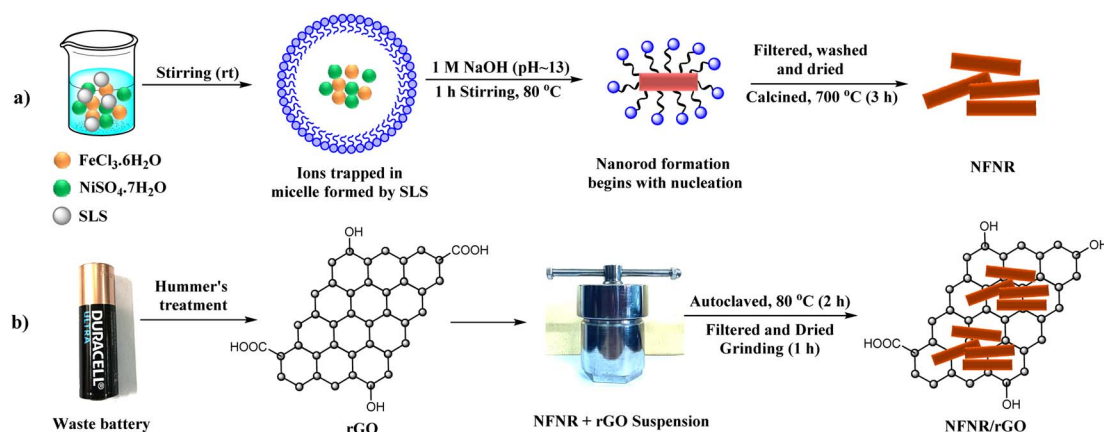 a)
Stirring (rt)
FeCl₃.6H₂O
NiSO₄.7H₂O
SLS
Ions trapped in
micelle formed by SLS
1 M NaOH (pH~13)
1 h Stirring, 80 °C
Nanorod formation
begins with nucleation
Filtered, washed
and dried
Calcined, 700 °C (3 h)
NFNR
b)
DURACELL®
ULTRA
Waste battery
Hummer's
treatment
OH
COOH
HOOC
OH
rGO
NFNR + rGO Suspension
Autoclaved, 80 °C (2 h)
Filtered and Dried
Grinding (1 h)
OH
OH
HOOC
OH
NFNR/rGO